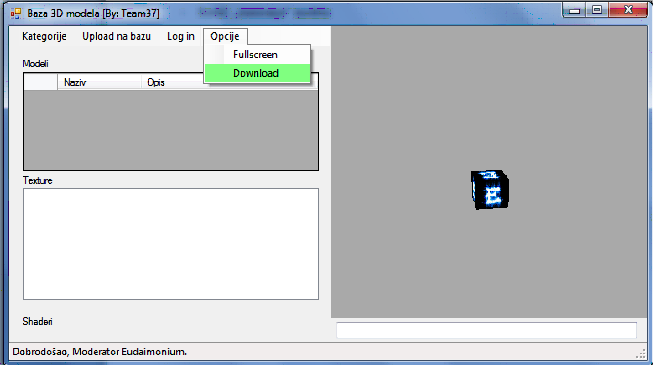 Baza 3D modela [By: Team37]
Kategorije Upload na bazu Log in Opcije
Fullscreen
Download
Modeli
Naziv Opis
Texture
Shaderi
Dobrodošao, Moderator Eudaimonium.